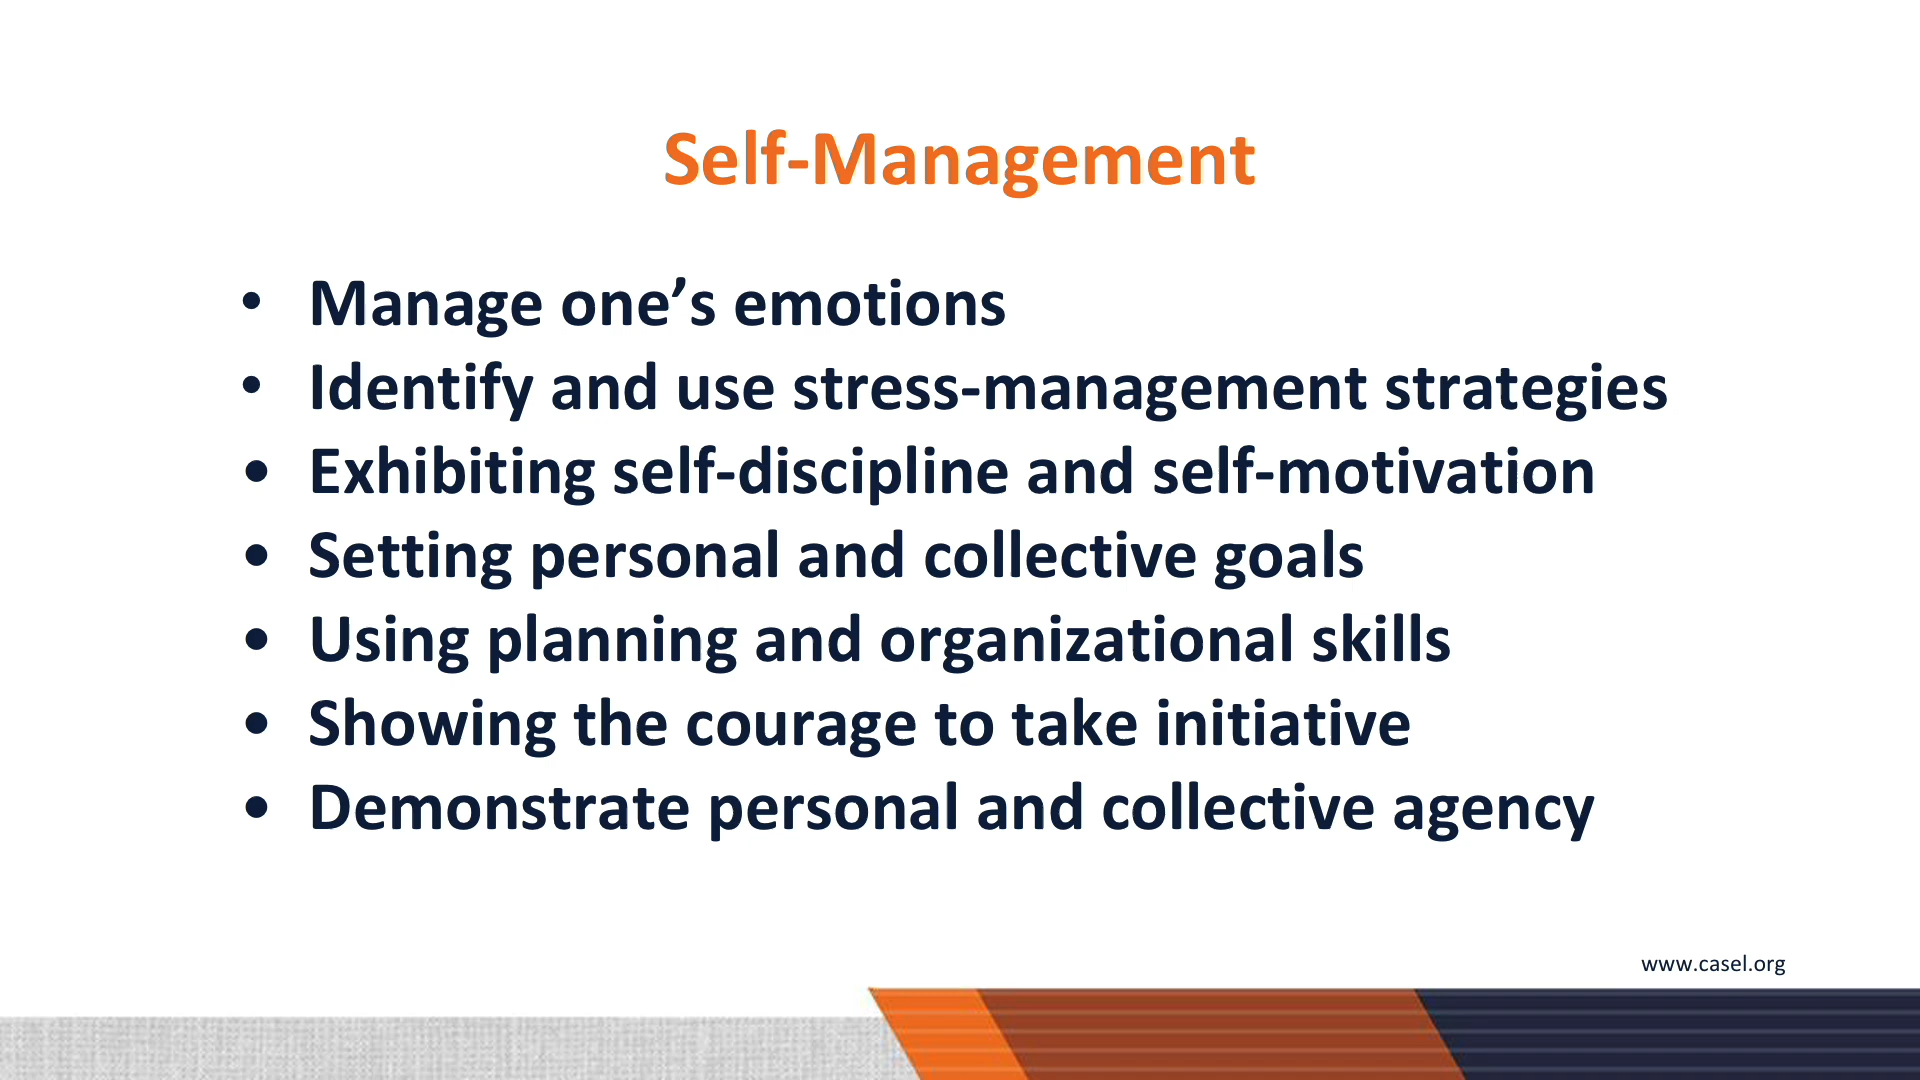 Self-Management
• Manage one’s emotions
• Identify and use stress-management strategies
• Exhibiting self-discipline and self-motivation
• Setting personal and collective goals
• Using planning and organizational skills
• Showing the courage to take initiative
• Demonstrate personal and collective agency
www.casel.org